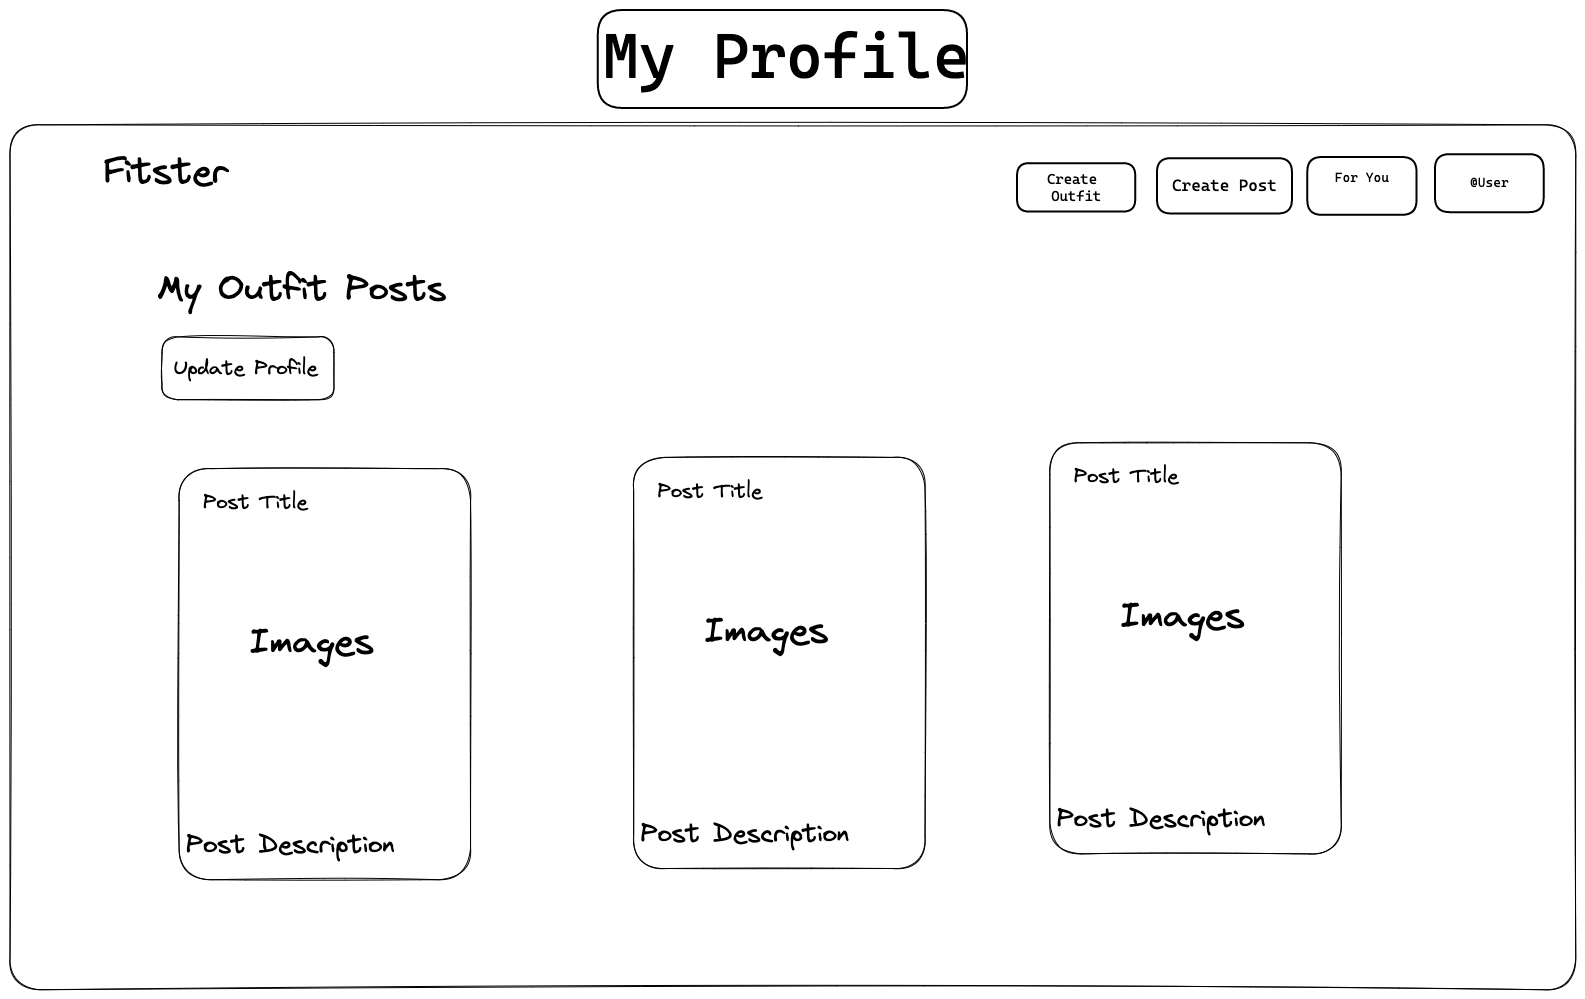 My Profile
Fitster
Create
Outfit
Create Post
For You
@User
My Outfit Posts
Update Profile
Post Title
Images
Post Description
Post Title
Images
Post Description
Post Title
Images
Post Description